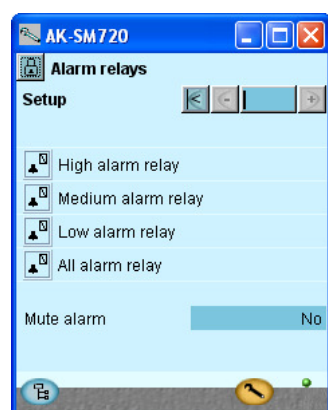 AK-SM720
Alarm relays
Setup
High alarm relay
Medium alarm relay
Low alarm relay
All alarm relay
Mute alarm No